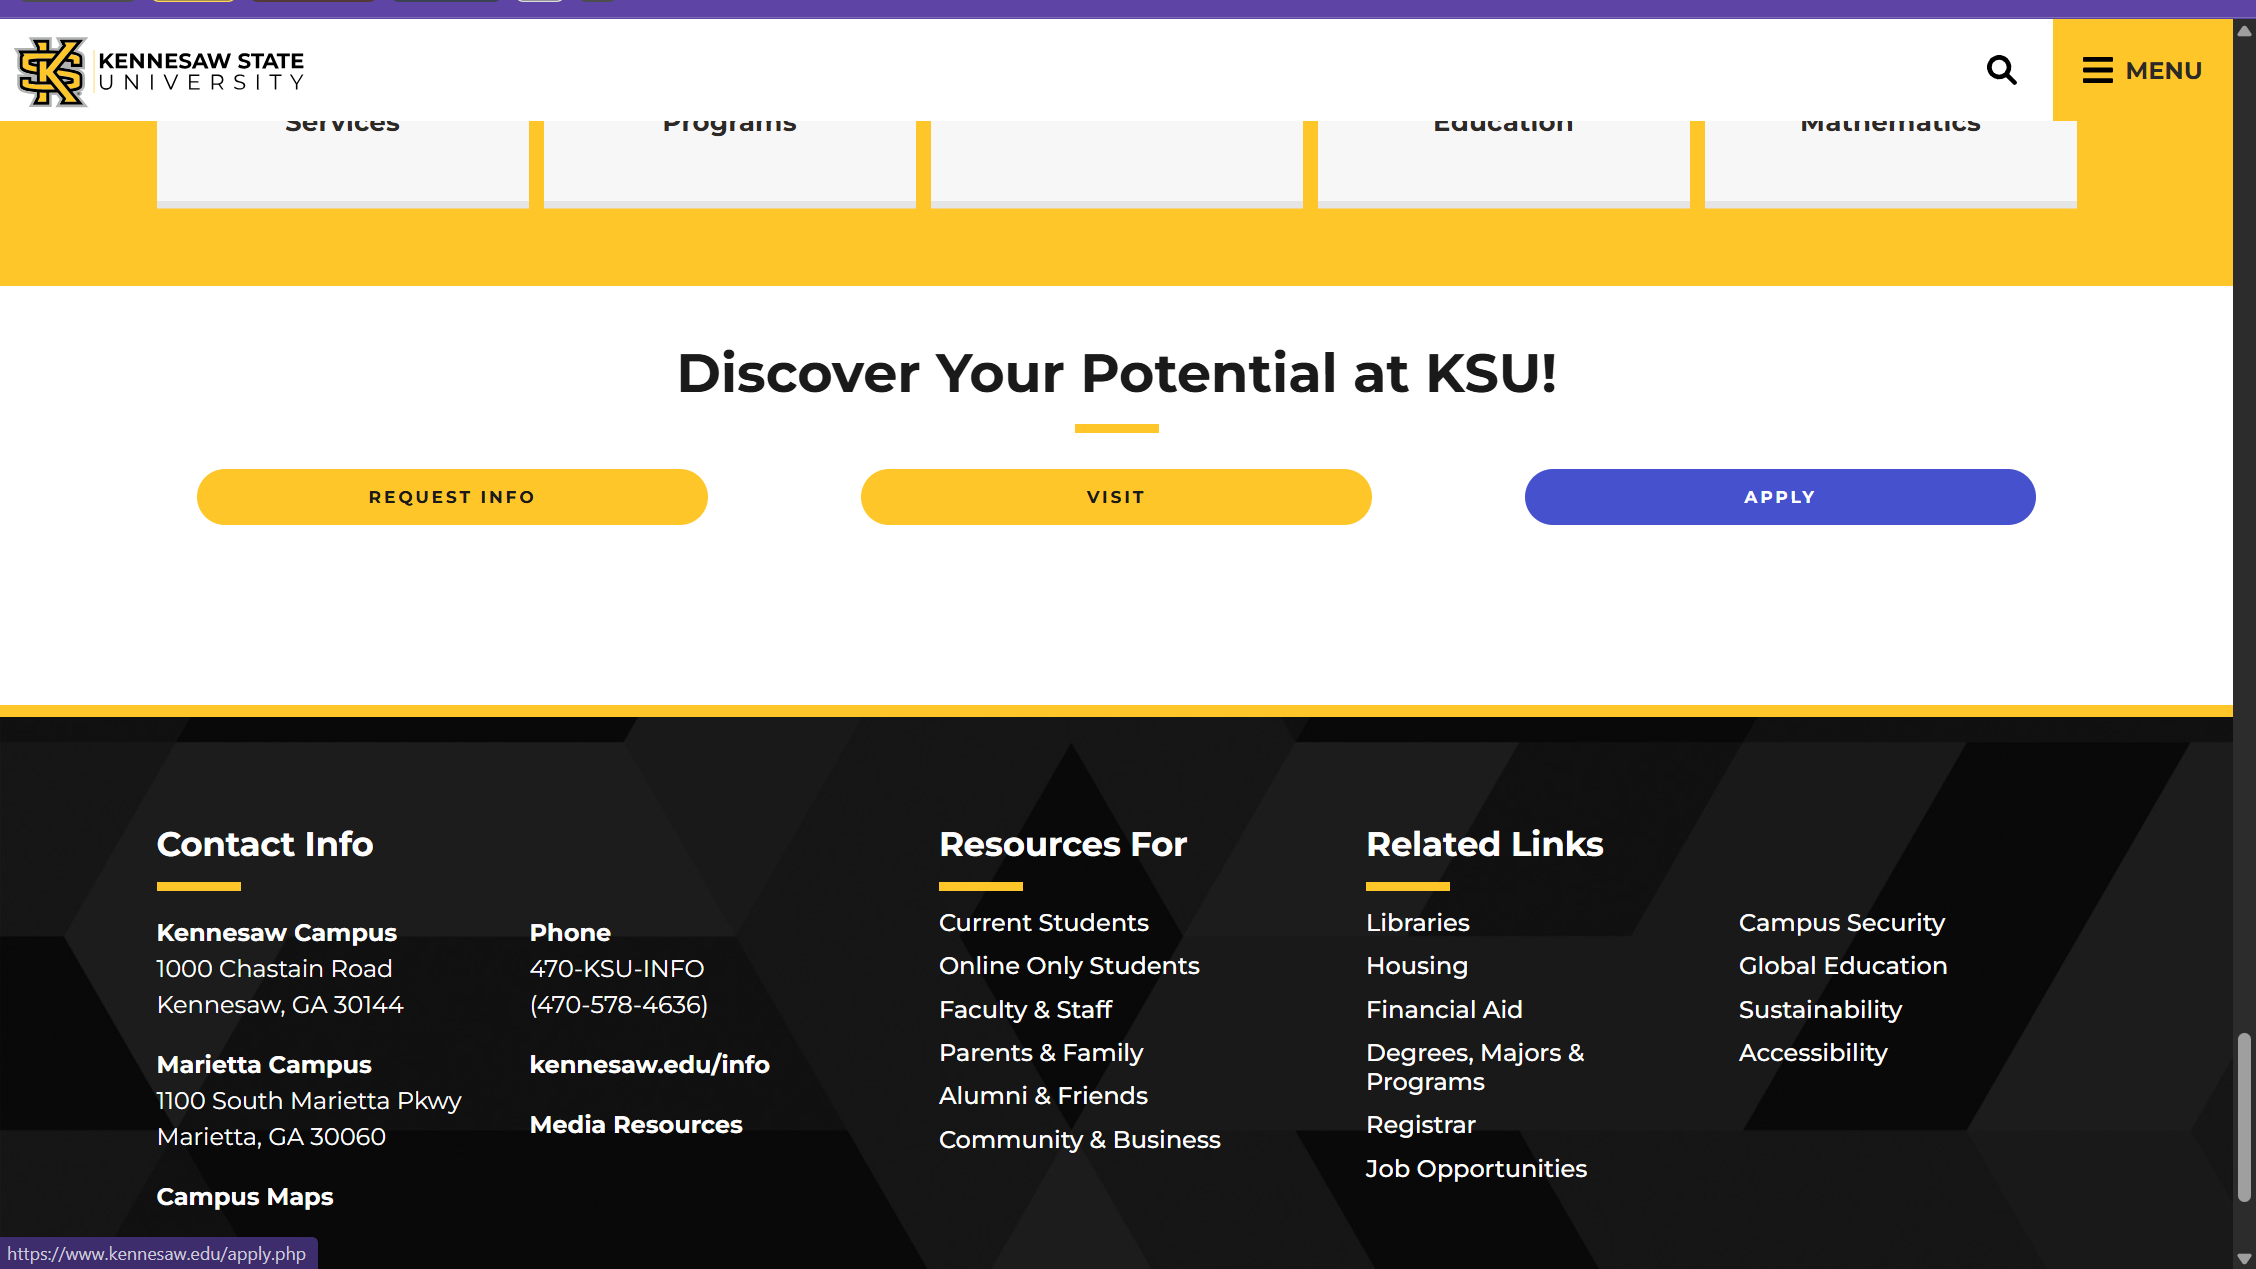 KENNESAW STATE
UNIVERSITY
MENU
Services
Programs
Education
Mathematics
Discover Your Potential at KSU!
REQUEST INFO
VISIT
APPLY
Contact Info
Kennesaw Campus
1000 Chastain Road
Kennesaw, GA 30144
Marietta Campus
1100 South Marietta Pkwy
Marietta, GA 30060
Campus Maps
Phone
470-KSU-INFO
(470-578-4636)
kennesaw.edu/info
Media Resources
Resources For
Current Students
Online Only Students
Faculty & Staff
Parents & Family
Alumni & Friends
Community & Business
Related Links
Libraries
Housing
Financial Aid
Degrees, Majors &
Programs
Registrar
Job Opportunities
Campus Security
Global Education
Sustainability
Accessibility
https://www.kennesaw.edu/apply.php